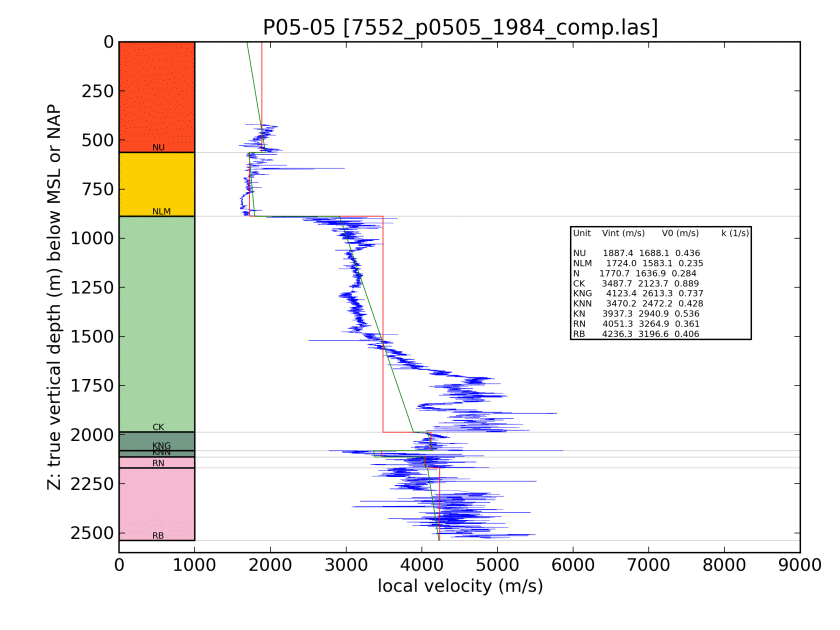 P05-05 [7552_p0505_1984_comp.las]
Z: true vertical depth (m) below MSL or NAP
0
250
500
750
1000
1250
1500
1750
2000
2250
2500
NU
NLM
CK
KNG
KNN
RN
RB
Unit Vint (m/s) V0 (m/s) k (1/s)
NU 1887.4 1688.1 0.436
NLM 1724.0 1583.1 0.235
N 1770.7 1636.9 0.284
CK 3487.7 2123.7 0.889
KNG 4123.4 2613.3 0.737
KNN 3470.2 2472.2 0.428
KN 3937.3 2940.9 0.536
RN 4051.3 3264.9 0.361
RB 4236.3 3196.6 0.406
0 1000 2000 3000 4000 5000 6000 7000 8000 9000
local velocity (m/s)